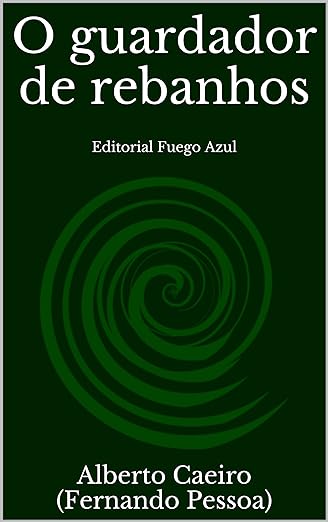 O guardador
de rebanhos
Editorial Fuego Azul
Alberto Caeiro
(Fernando Pessoa)